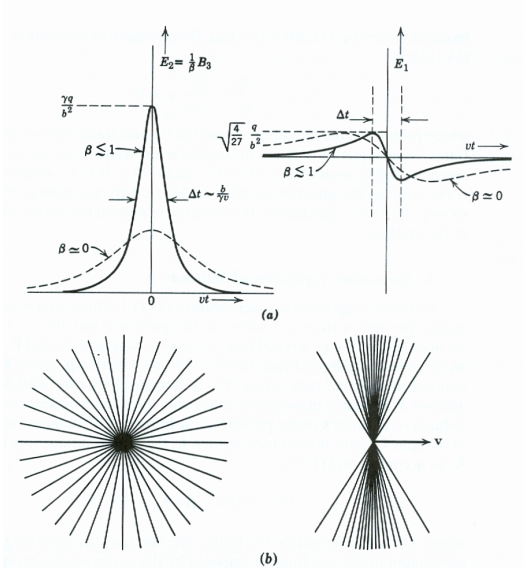 E₂ = 1/β B₃
γq/b²
β ≲ 1
Δt ~ b/γv
β ≃ 0
0
vt
E₁
Δt
√4/27 q/b²
vt
β ≲ 1
β ≃ 0
(a)
v
(b)